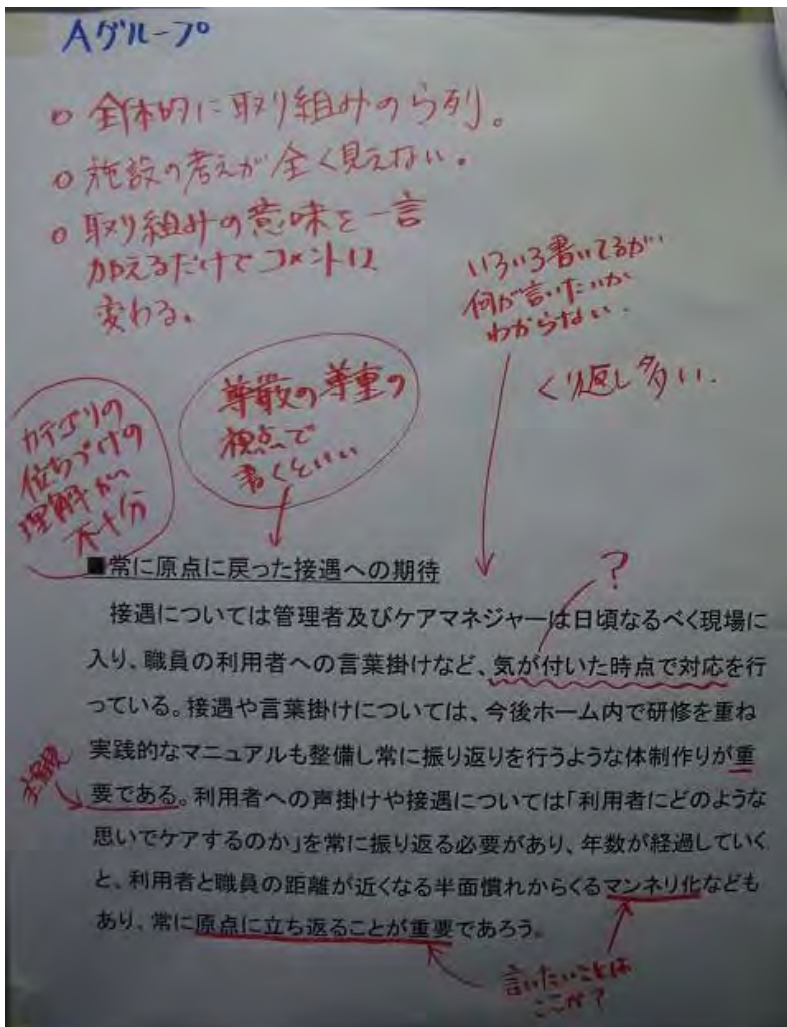 Aグループ
○ 全体的に取り組みのら列。
○ 施設の考えが全く見えない。
○ 取り組みの意味を一言
加えるだけでコメントは
変わる。
いろいろ書いてるが
何が言いたいか
わからない.
くり返し多い.
カテゴリの
位ちづけの
理解が
不十分
尊厳の尊重の
視点で
書くといい
■常に原点に戻った接遇への期待
?
接遇については管理者及びケアマネジャーは日頃なるべく現場に
入り、職員の利用者への言葉掛けなど、気が付いた時点で対応を行
っている。接遇や言葉掛けについては、今後ホーム内で研修を重ね
実践的なマニュアルも整備し常に振り返りを行うような体制作りが重
要である。利用者への声掛けや接遇については「利用者にどのような
思いでケアするのか」を常に振り返る必要があり、年数が経過していく
と、利用者と職員の距離が近くなる半面慣れからくるマンネリ化なども
あり、常に原点に立ち返ることが重要であろう。
言いたいことは
ここか?